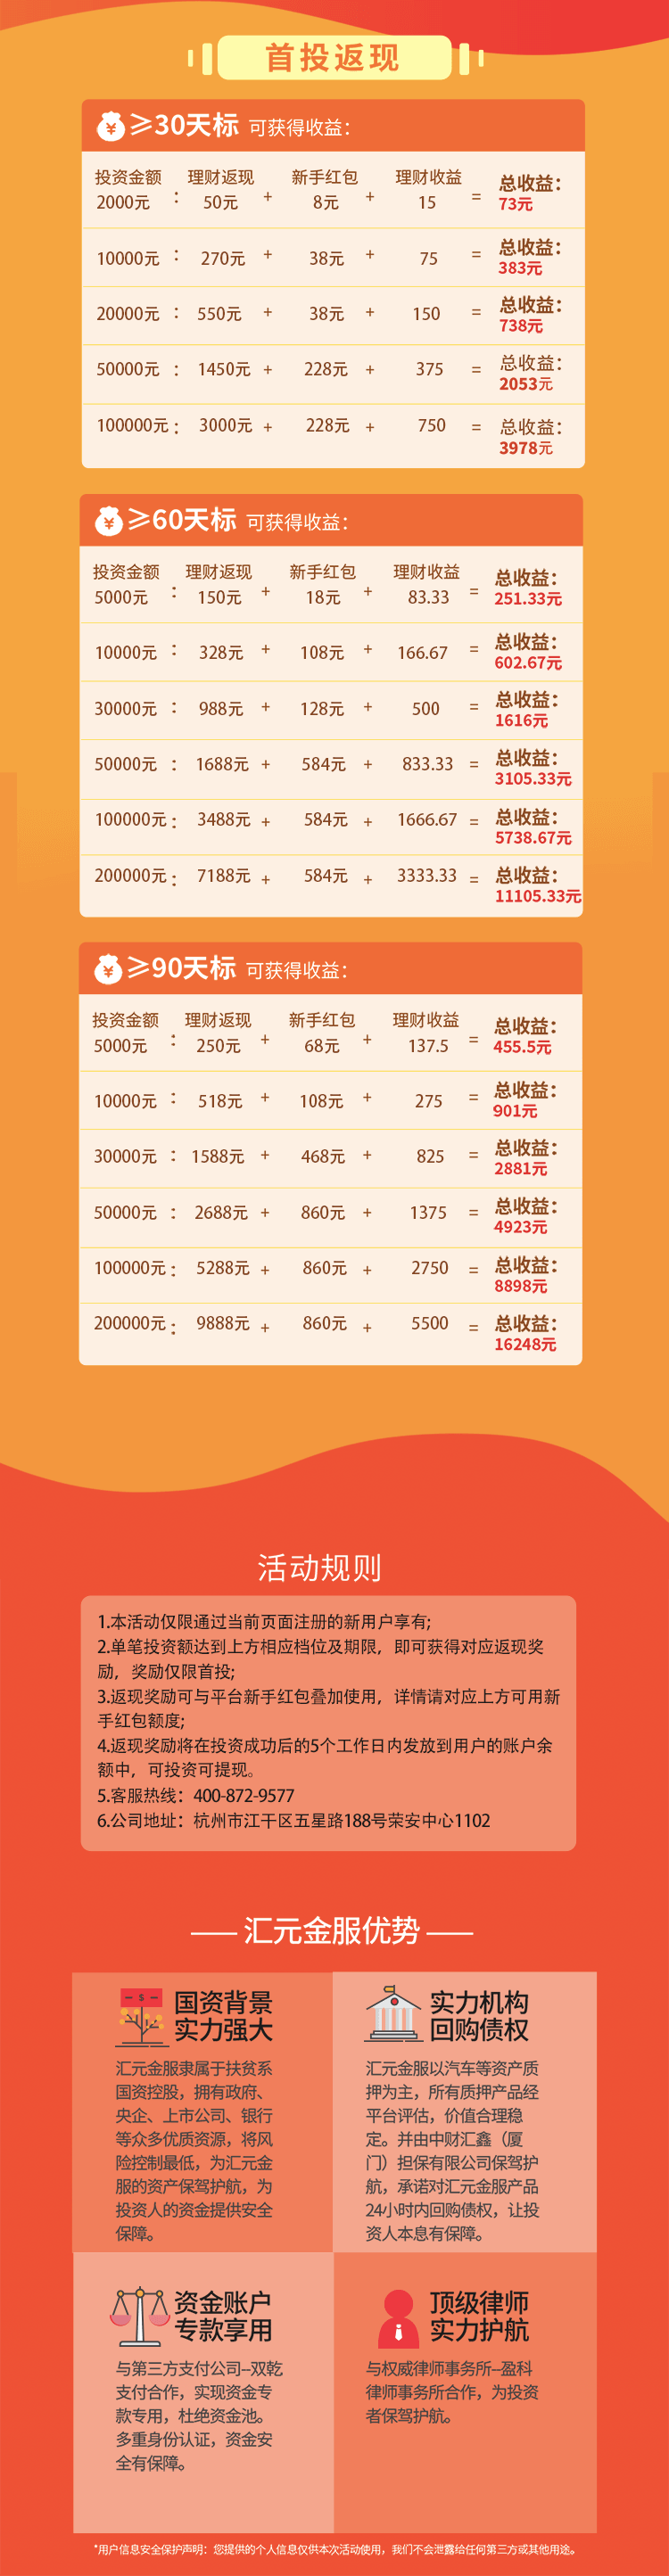 首投返现
≥30天标 可获得收益：
投资金额 理财返现 新手红包 理财收益 总收益：
2000元 ： 50元 + 8元 + 15 = 73元
10000元 ： 270元 + 38元 + 75 = 总收益：
383元
20000元 ： 550元 + 38元 + 150 = 总收益：
738元
50000元 ： 1450元 + 228元 + 375 = 总收益：
2053元
100000元 ： 3000元 + 228元 + 750 = 总收益：
3978元
≥60天标 可获得收益：
投资金额 理财返现 新手红包 理财收益 总收益：
5000元 ： 150元 + 18元 + 83.33 = 251.33元
10000元 ： 328元 + 108元 + 166.67 = 总收益：
602.67元
30000元 ： 988元 + 128元 + 500 = 总收益：
1616元
50000元 ： 1688元 + 584元 + 833.33 = 总收益：
3105.33元
100000元 ： 3488元 + 584元 + 1666.67 = 总收益：
5738.67元
200000元 ： 7188元 + 584元 + 3333.33 = 总收益：
11105.33元
≥90天标 可获得收益：
投资金额 理财返现 新手红包 理财收益 总收益：
5000元 ： 250元 + 68元 + 137.5 = 455.5元
10000元 ： 518元 + 108元 + 275 = 总收益：
901元
30000元 ： 1588元 + 468元 + 825 = 总收益：
2881元
50000元 ： 2688元 + 860元 + 1375 = 总收益：
4923元
100000元 ： 5288元 + 860元 + 2750 = 总收益：
8898元
200000元 ： 9888元 + 860元 + 5500 = 总收益：
16248元
活动规则
1.本活动仅限通过当前页面注册的新用户享有;
2.单笔投资额达到上方相应档位及期限，即可获得对应返现奖
励，奖励仅限首投;
3.返现奖励可与平台新手红包叠加使用，详情请对应上方可用新
手红包额度;
4.返现奖励将在投资成功后的5个工作日内发放到用户的账户余
额中，可投资可提现。
5.客服热线：400-872-9577
6.公司地址：杭州市江干区五星路188号荣安中心1102
汇元金服优势
国资背景
实力强大
汇元金服隶属于扶贫系
国资控股，拥有政府、
央企、上市公司、银行
等众多优质资源，将风
险控制最低，为汇元金
服的资产保驾护航，为
投资人的资金提供安全
保障。
实力机构
回购债权
汇元金服以汽车等资产质
押为主，所有质押产品经
平台评估，价值合理稳
定。并由中财汇鑫（厦
门）担保有限公司保驾护
航，承诺对汇元金服产品
24小时内回购债权，让投
资人本息有保障。
资金账户
专款享用
与第三方支付公司--双乾
支付合作，实现资金专
款专用，杜绝资金池。
多重身份认证，资金安
全有保障。
顶级律师
实力护航
与权威律师事务所--盈科
律师事务所合作，为投资
者保驾护航。
*用户信息安全保护声明：您提供的个人信息仅供本次活动使用，我们不会泄露给任何第三方或其他用途。